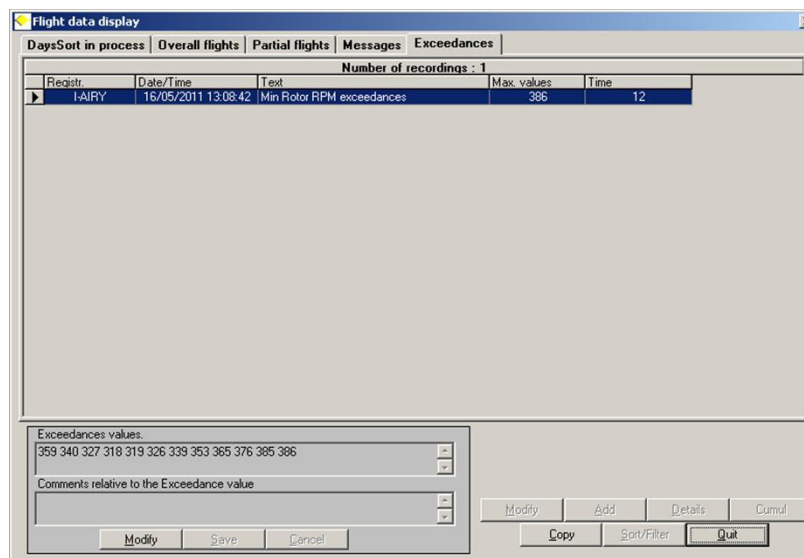 Flight data display
DaysSort in process Overall flights Partial flights Messages Exceedances
Number of recordings : 1
Registr. Date/Time Text Max. values Time
I-AIRY 16/05/2011 13:08:42 Min Rotor RPM exceedances 386 12
Exceedances values.
359 340 327 318 319 326 339 353 365 376 385 386
Comments relative to the Exceedance value
Modify Save Cancel
Modify Add Details Cumul
Copy Sort/Filter Quit